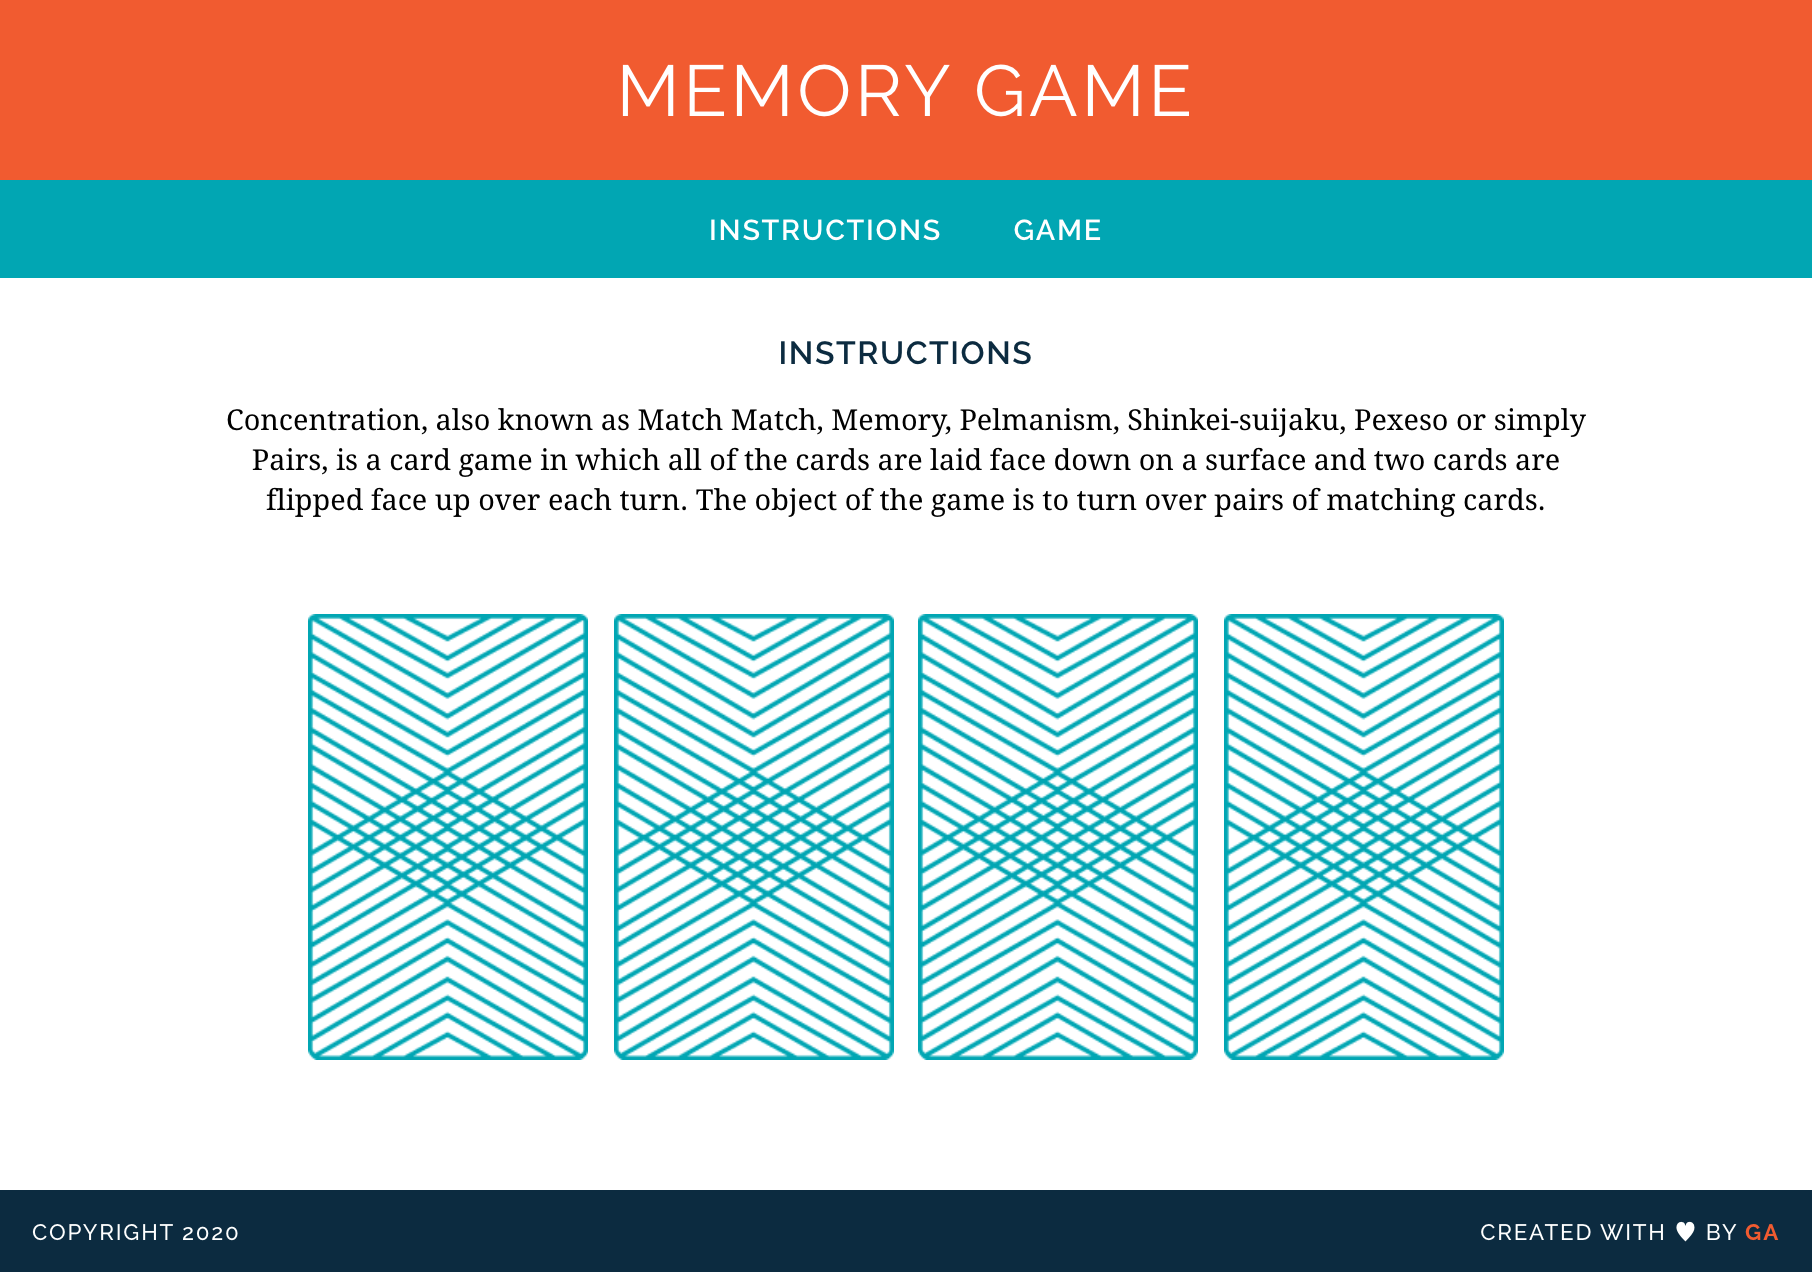 MEMORY GAME
INSTRUCTIONS GAME
INSTRUCTIONS
Concentration, also known as Match Match, Memory, Pelmanism, Shinkei-suijaku, Pexeso or simply
Pairs, is a card game in which all of the cards are laid face down on a surface and two cards are
flipped face up over each turn. The object of the game is to turn over pairs of matching cards.
COPYRIGHT 2020
CREATED WITH ♥ BY GA